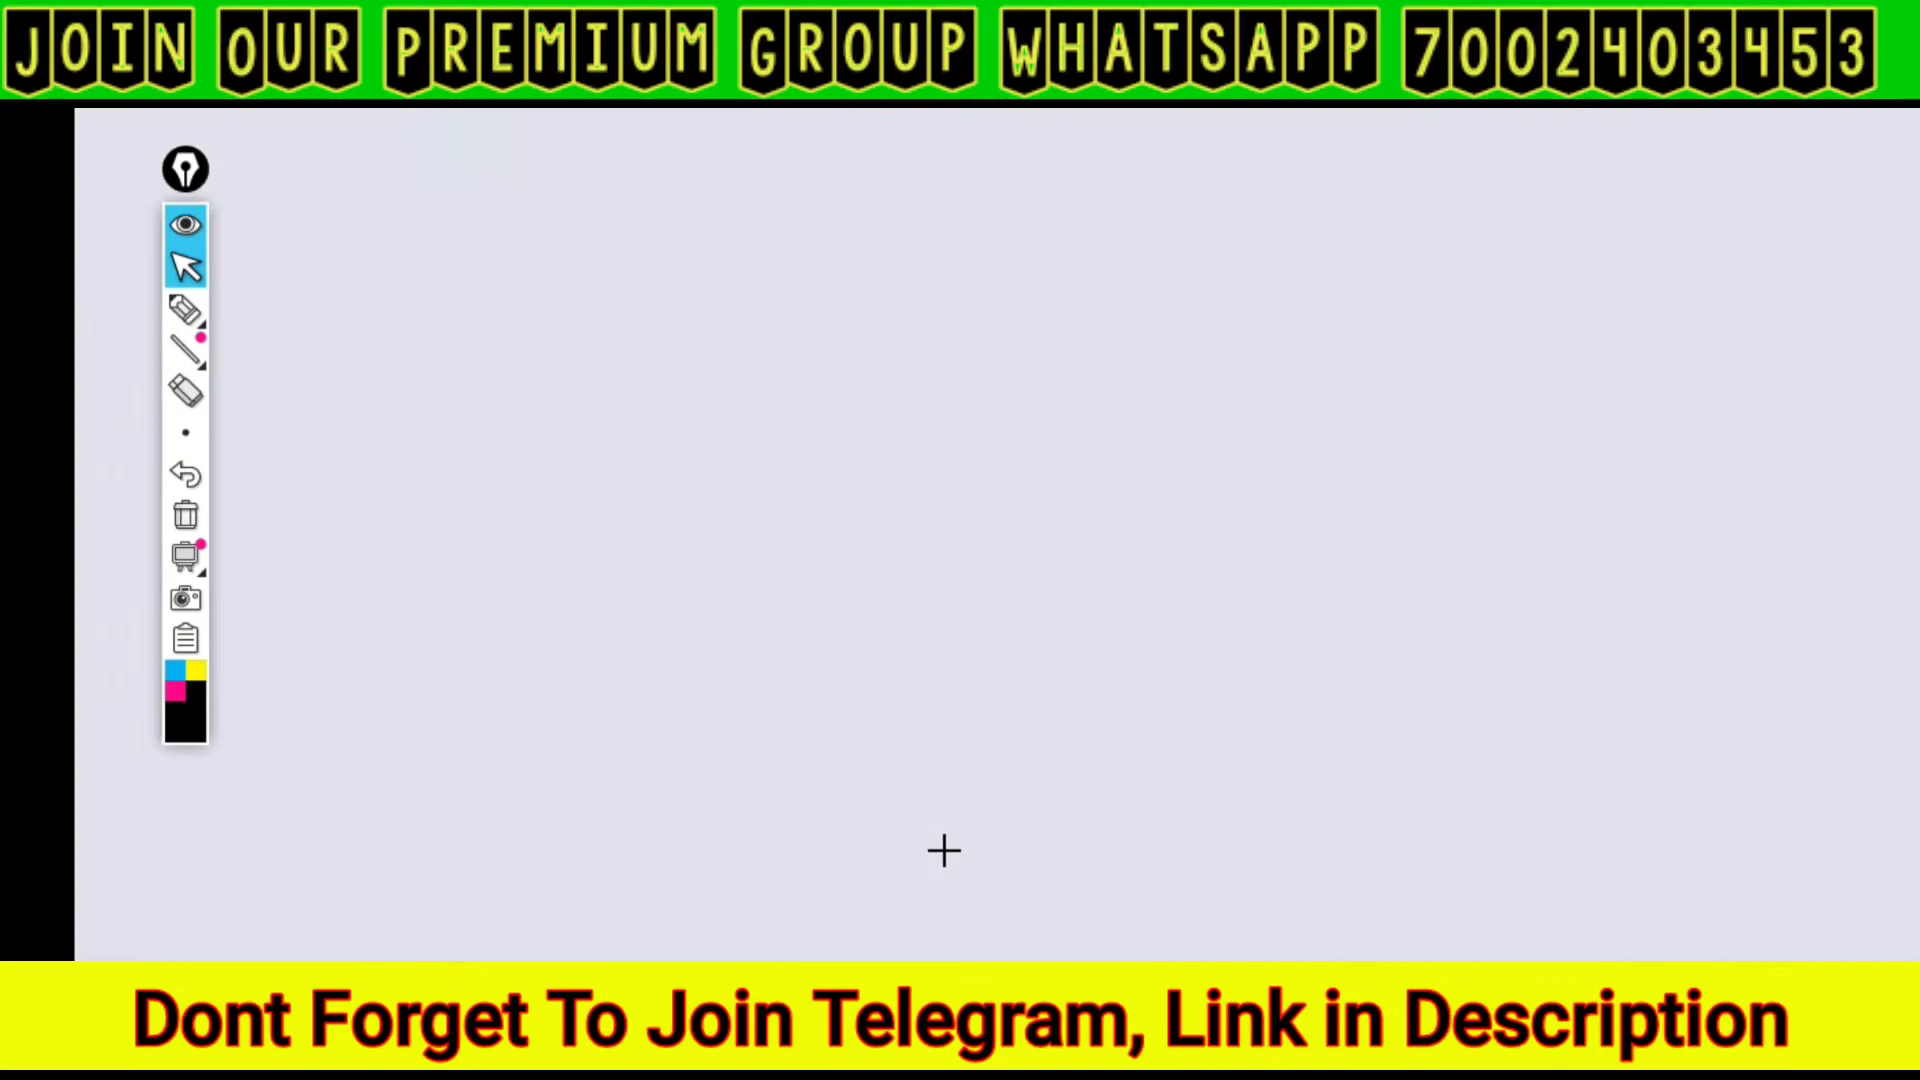 JOIN OUR PREMIUM GROUP WHATSAPP 7002403453
Dont Forget To Join Telegram, Link in Description